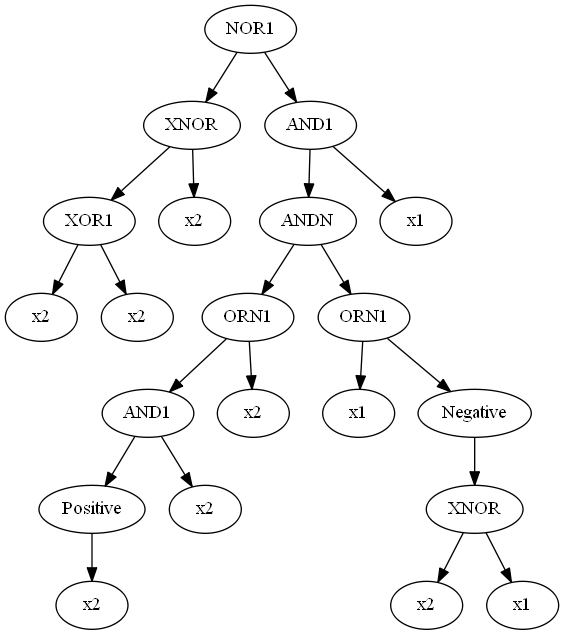 NOR1
XNOR AND1
XOR1 x2 ANDN x1
x2 x2 ORN1 ORN1
AND1 x2 x1 Negative
Positive x2 XNOR
x2 x2 x1